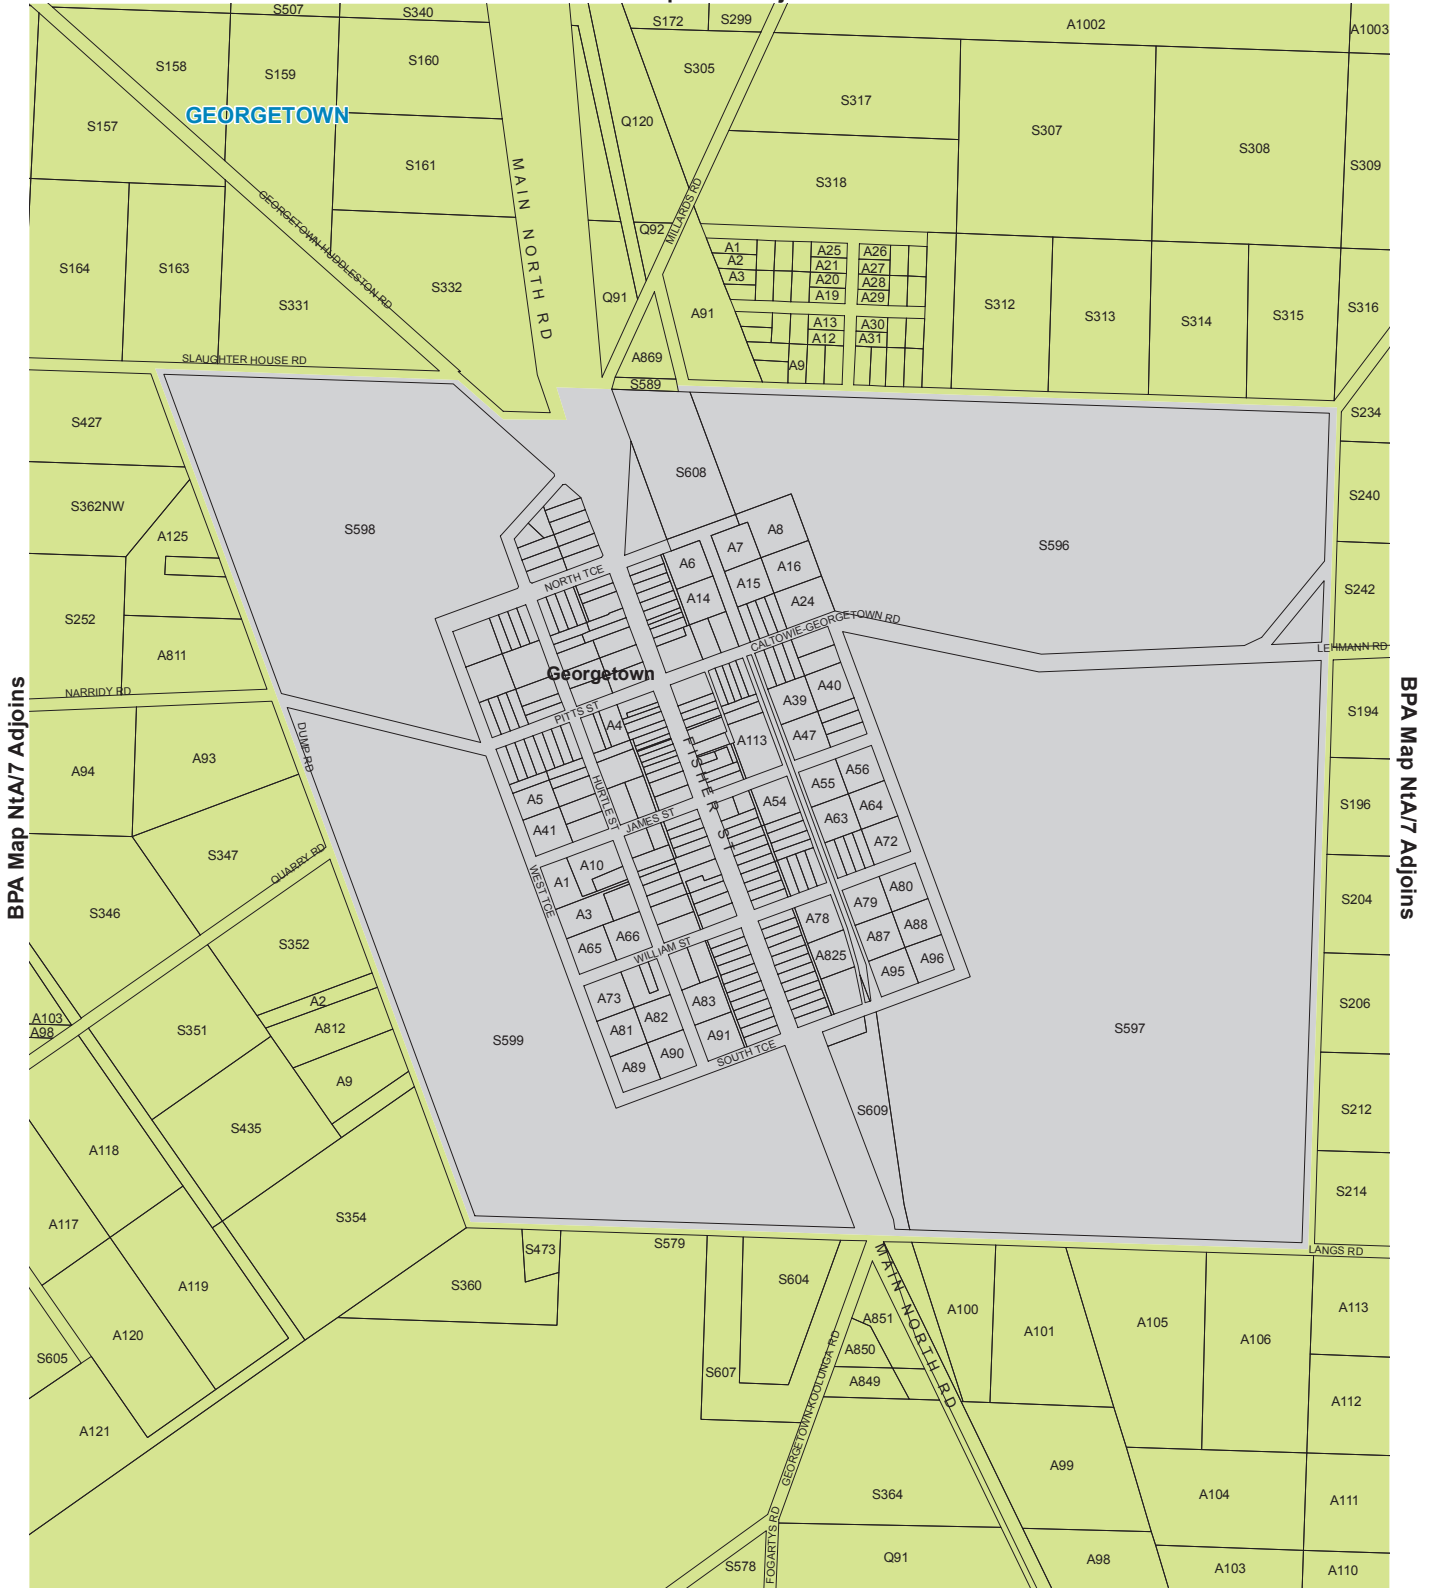 S507
S340
S172
S299
A1002
A1003
S158
S159
S160
S305
S157
GEORGETOWN
Q120
S317
S307
S308
S309
S161
S318
MAIN NORTH RD
GEORGETOWN-HUDDLESTON RD
MILLARDS RD
Q92
S164
S163
S331
S332
Q91
A91
A1
A2
A3
A25
A21
A20
A19
A26
A27
A28
A29
A13
A12
A30
A31
A9
S312
S313
S314
S315
S316
SLAUGHTER HOUSE RD
A869
S589
S427
S234
S362NW
A125
S598
S608
S596
S240
S242
S252
A811
A8
A7
A6
A16
A15
A14
A24
NORTH TCE
CALTOWIE-GEORGETOWN RD
LEHMANN RD
NARRIDY RD
Georgetown
PITTS ST
A4
A40
A39
A47
A113
S194
A94
A93
DUMP RD
FISHER ST
A5
A41
HURTLE ST
JAMES ST
A54
A55
A56
A63
A64
A72
S196
BPA Map NtA/7 Adjoins
BPA Map NtA/7 Adjoins
S347
QUARRY RD
S346
A10
A1
A3
WEST TCE
A65
A66
WILLIAM ST
A78
A825
A79
A80
A87
A88
A95
A96
S204
S352
A2
A812
A103
A98
S351
A9
S435
A73
A82
A81
A83
A91
A90
A89
SOUTH TCE
S599
S597
S206
S609
S212
A118
A117
S354
S214
A119
A120
S605
A121
S473
S360
S579
S604
S607
LANGS RD
MAIN NORTH RD
A851
A850
A849
GEORGETOWN-KOOLUNGA RD
A100
A101
A105
A106
A113
A112
A99
S364
A104
A111
FOGARTYS RD
S578
Q91
A98
A103
A110